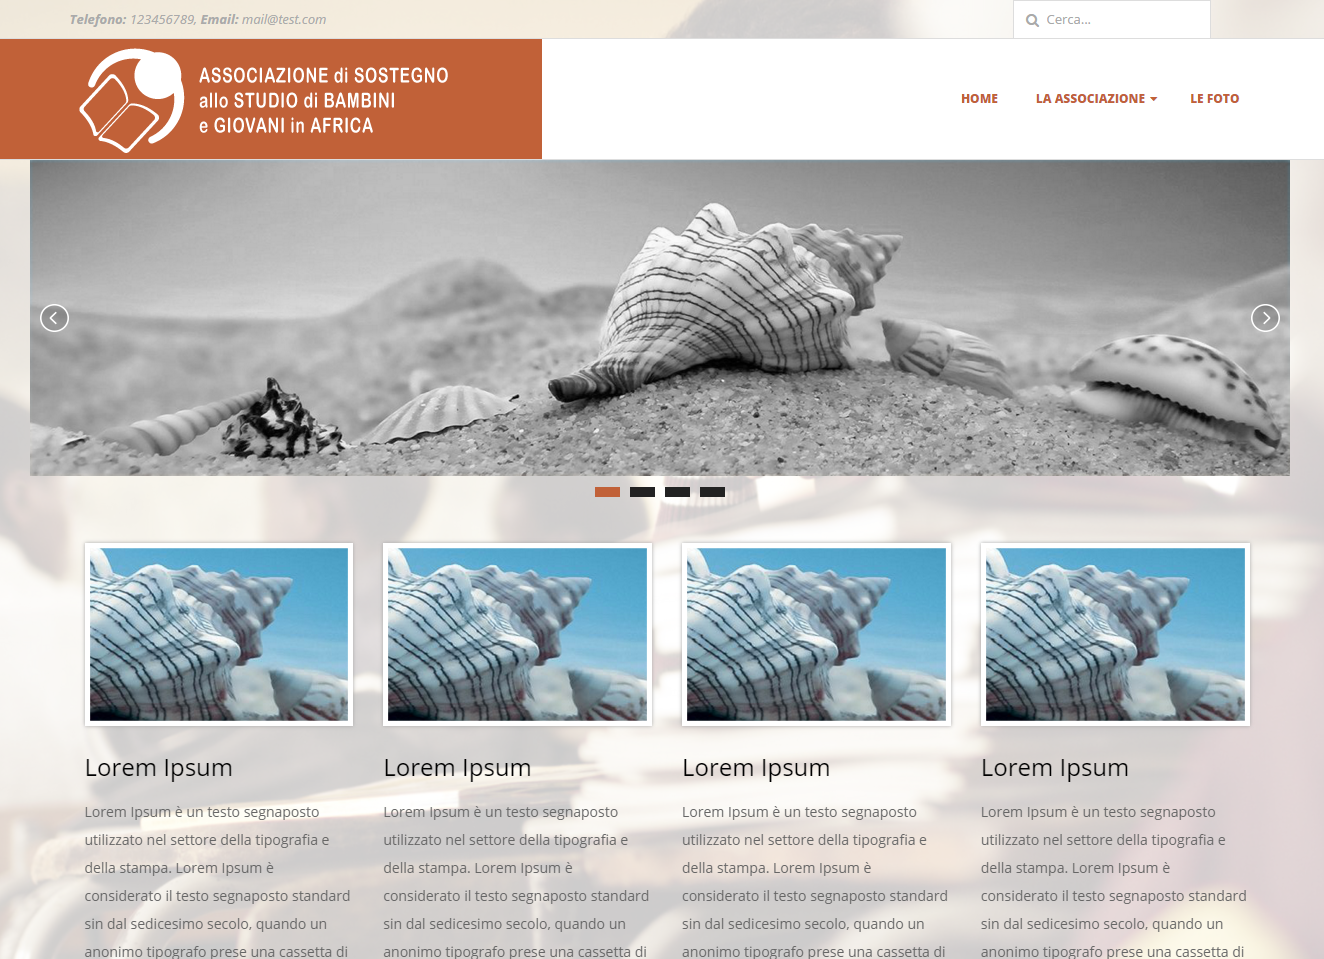 Telefono: 123456789, Email: mail@test.com
Cerca...
ASSOCIAZIONE di SOSTEGNO
allo STUDIO di BAMBINI
e GIOVANI in AFRICA
HOME
LA ASSOCIAZIONE
LE FOTO
Lorem Ipsum
Lorem Ipsum è un testo segnaposto
utilizzato nel settore della tipografia e
della stampa. Lorem Ipsum è
considerato il testo segnaposto standard
sin dal sedicesimo secolo, quando un
anonimo tipografo prese una cassetta di
Lorem Ipsum
Lorem Ipsum è un testo segnaposto
utilizzato nel settore della tipografia e
della stampa. Lorem Ipsum è
considerato il testo segnaposto standard
sin dal sedicesimo secolo, quando un
anonimo tipografo prese una cassetta di
Lorem Ipsum
Lorem Ipsum è un testo segnaposto
utilizzato nel settore della tipografia e
della stampa. Lorem Ipsum è
considerato il testo segnaposto standard
sin dal sedicesimo secolo, quando un
anonimo tipografo prese una cassetta di
Lorem Ipsum
Lorem Ipsum è un testo segnaposto
utilizzato nel settore della tipografia e
della stampa. Lorem Ipsum è
considerato il testo segnaposto standard
sin dal sedicesimo secolo, quando un
anonimo tipografo prese una cassetta di